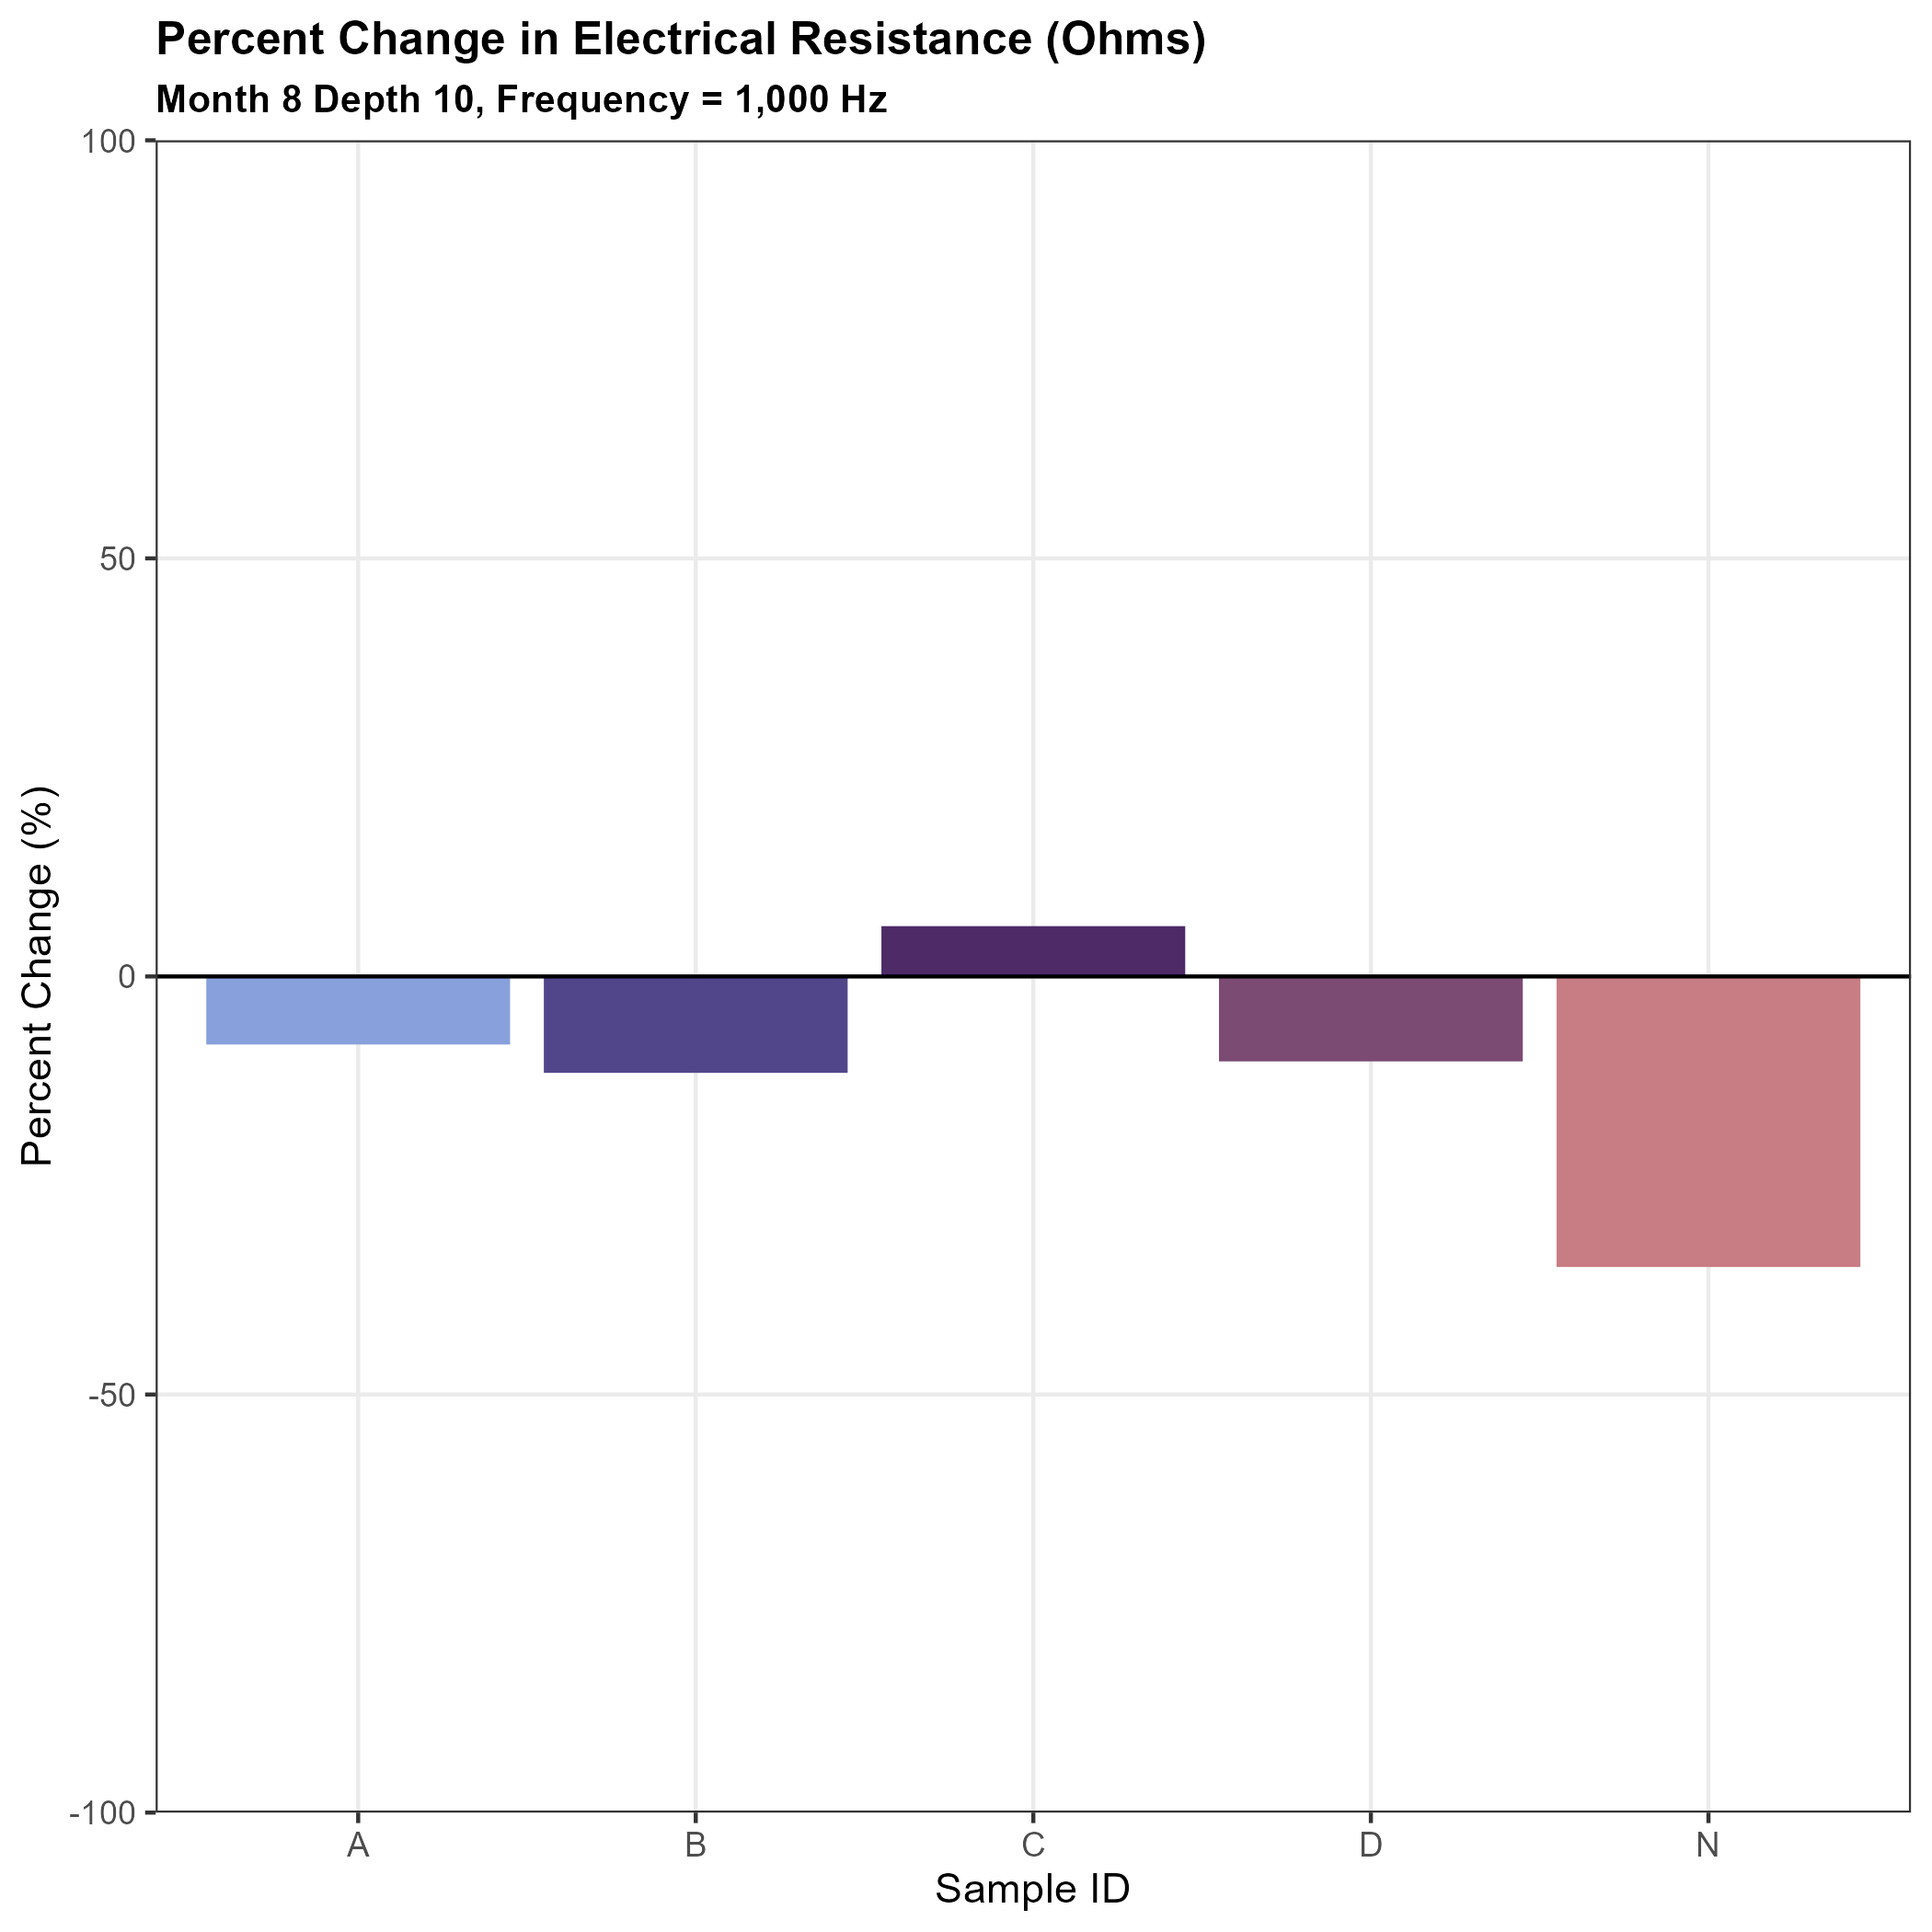 Percent Change in Electrical Resistance (Ohms)
Month 8 Depth 10, Frequency = 1,000 Hz
Percent Change (%)
100
50
0
-50
-100
A B C D N
Sample ID